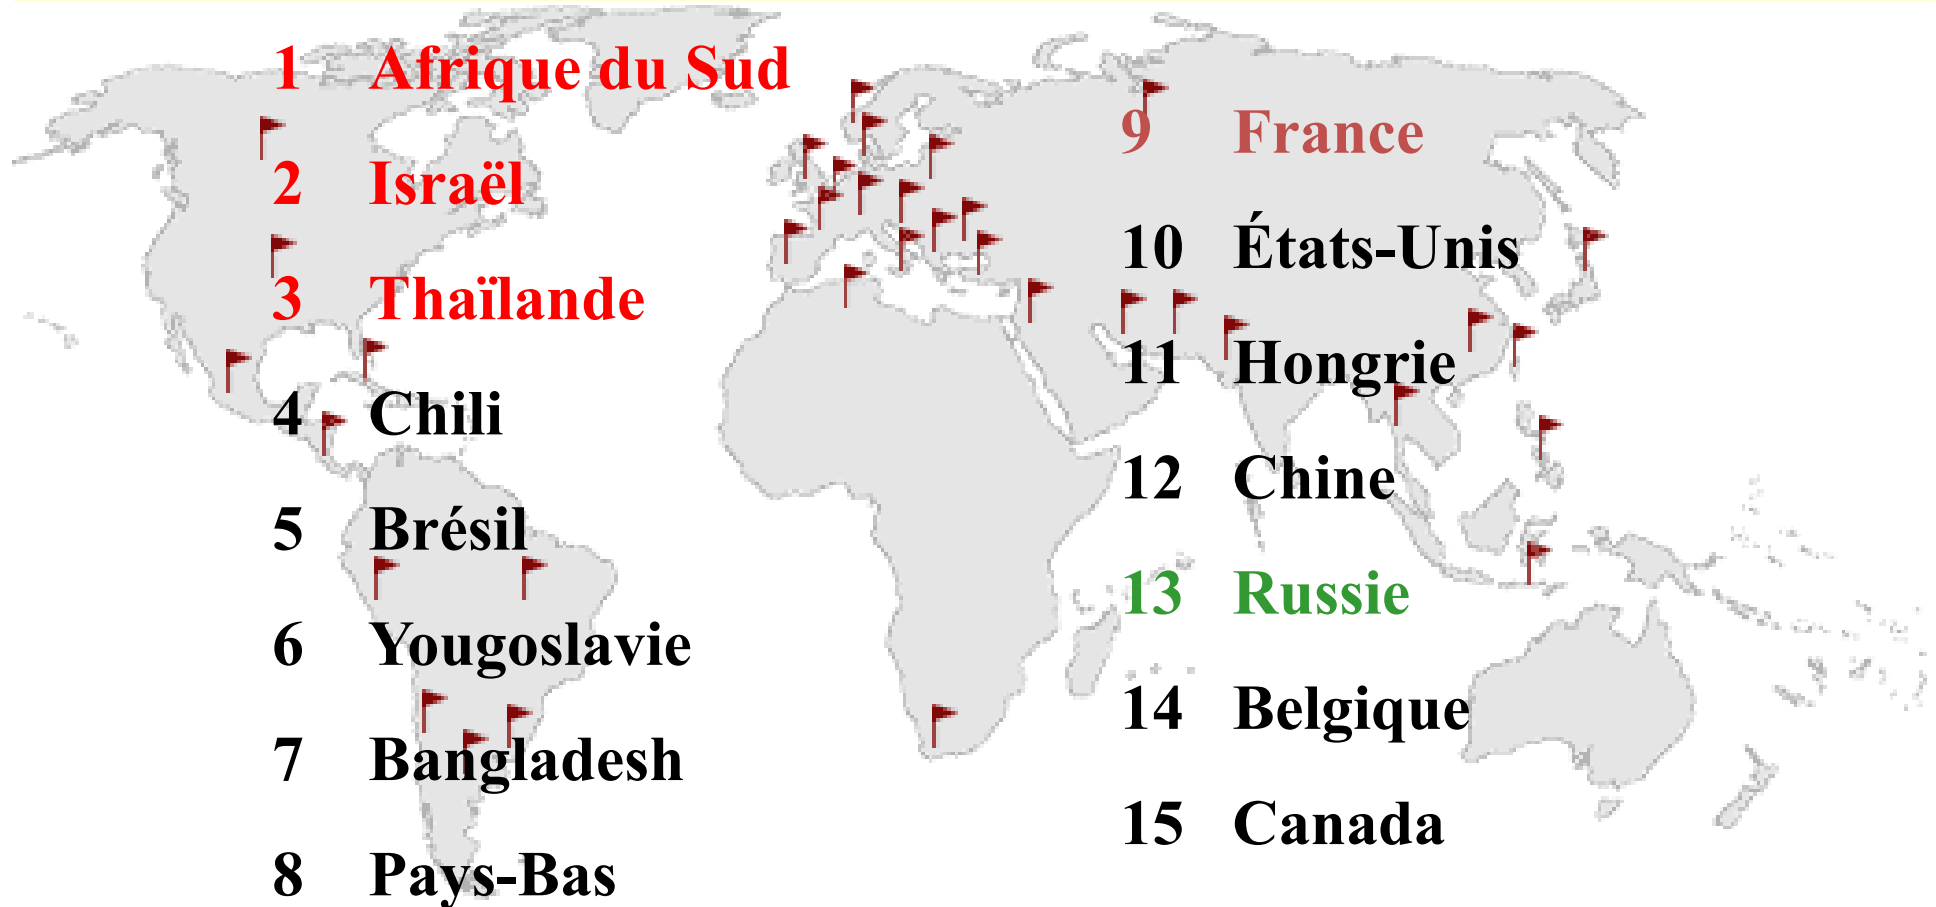 1 Afrique du Sud
2 Israël
3 Thaïlande
4 Chili
5 Brésil
6 Yougoslavie
7 Bangladesh
8 Pays-Bas
9 France
10 États-Unis
11 Hongrie
12 Chine
13 Russie
14 Belgique
15 Canada